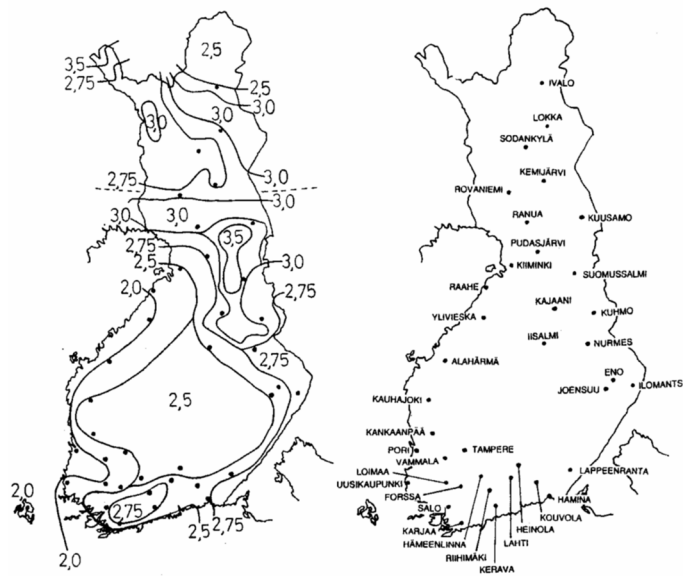 2,5
3,5
2,75
2,5
3,0
3,0
3,0
3,0
2,75
3,0
3,0
3,0
3,5
2,75
2,5
3,0
2,0
2,75
2,75
2,5
2,0
2,75
2,5
2,75
2,0
IVALO
LOKKA
SODANKYLÄ
KEMIJÄRVI
ROVANIEMI
RANUA
KUUSAMO
PUDASJÄRVI
KIIMINKI
SUOMUSSALMI
RAAHE
KAJAANI
KUHMO
YLIVIESKA
IISALMI
NURMES
ALAHÄRMÄ
ENO
JOENSUU
ILOMANTS
KAUHAJOKI
KANKAANPÄÄ
PORI
TAMPERE
VAMMALA
LOIMAA
LAPPEENRANTA
UUSIKAUPUNKI
FORSSA
HAMINA
SALO
KOUVOLA
KARJAA
HEINOLA
HÄMEENLINNA
LAHTI
RIIHIMÄKI
KERAVA